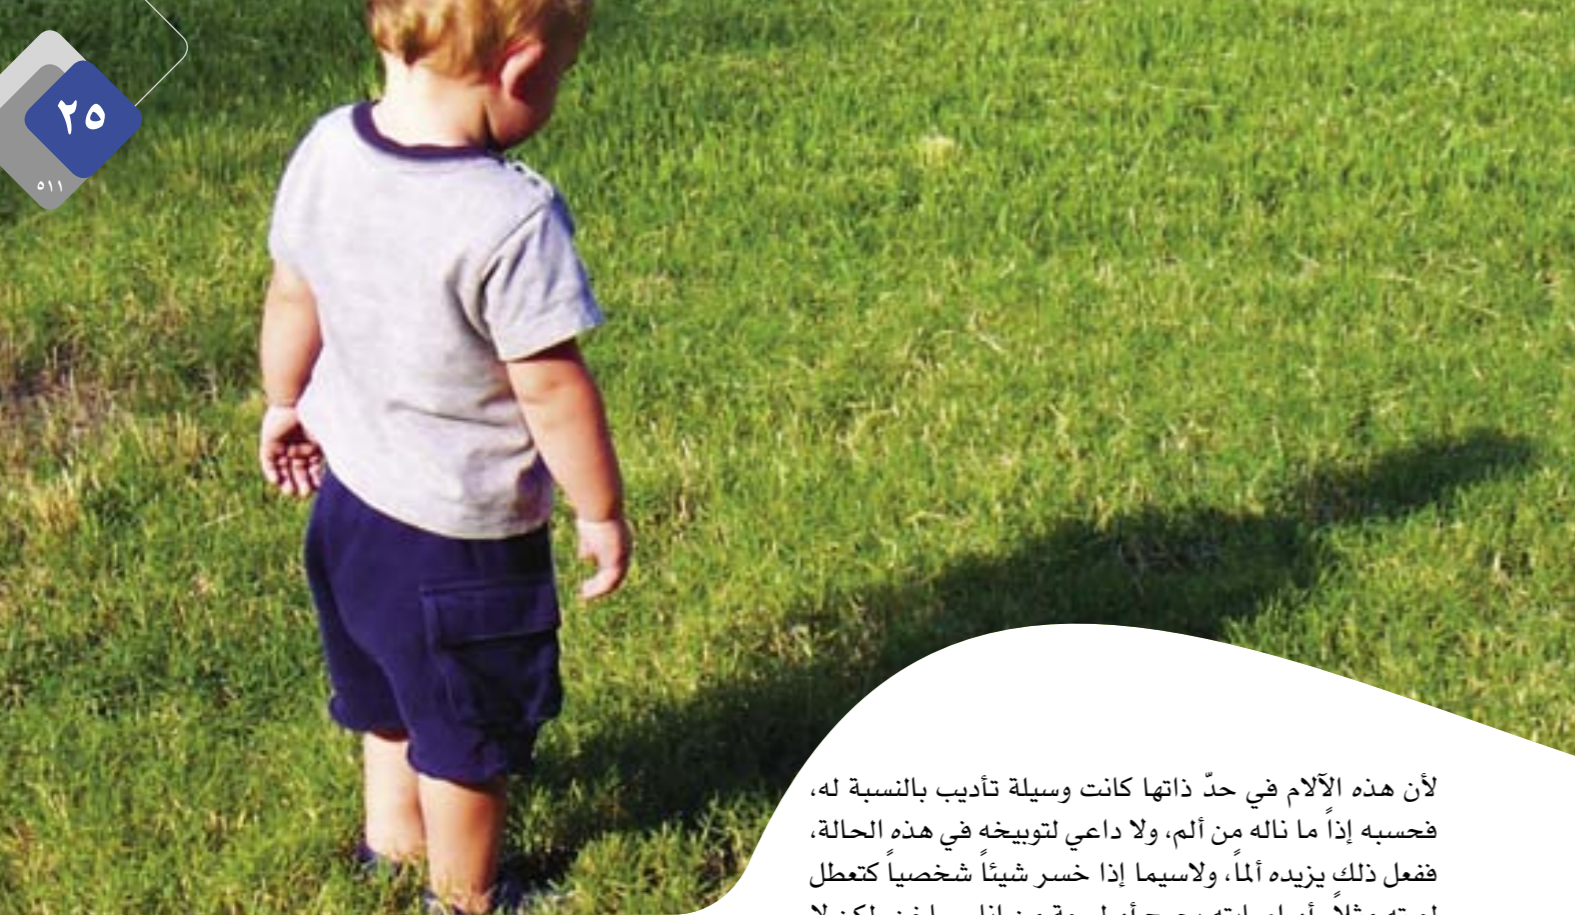 ٢٥
٥١١
لأن هذه الآلام في حدّ ذاتها كانت وسيلة تأديب بالنسبة له،
فحسبه إذاً ما ناله من ألم، ولا داعي لتوبيخه في هذه الحالة،
ففعل ذلك يزيده ألماً، ولاسيما إذا خسر شيئاً شخصياً كتعطل